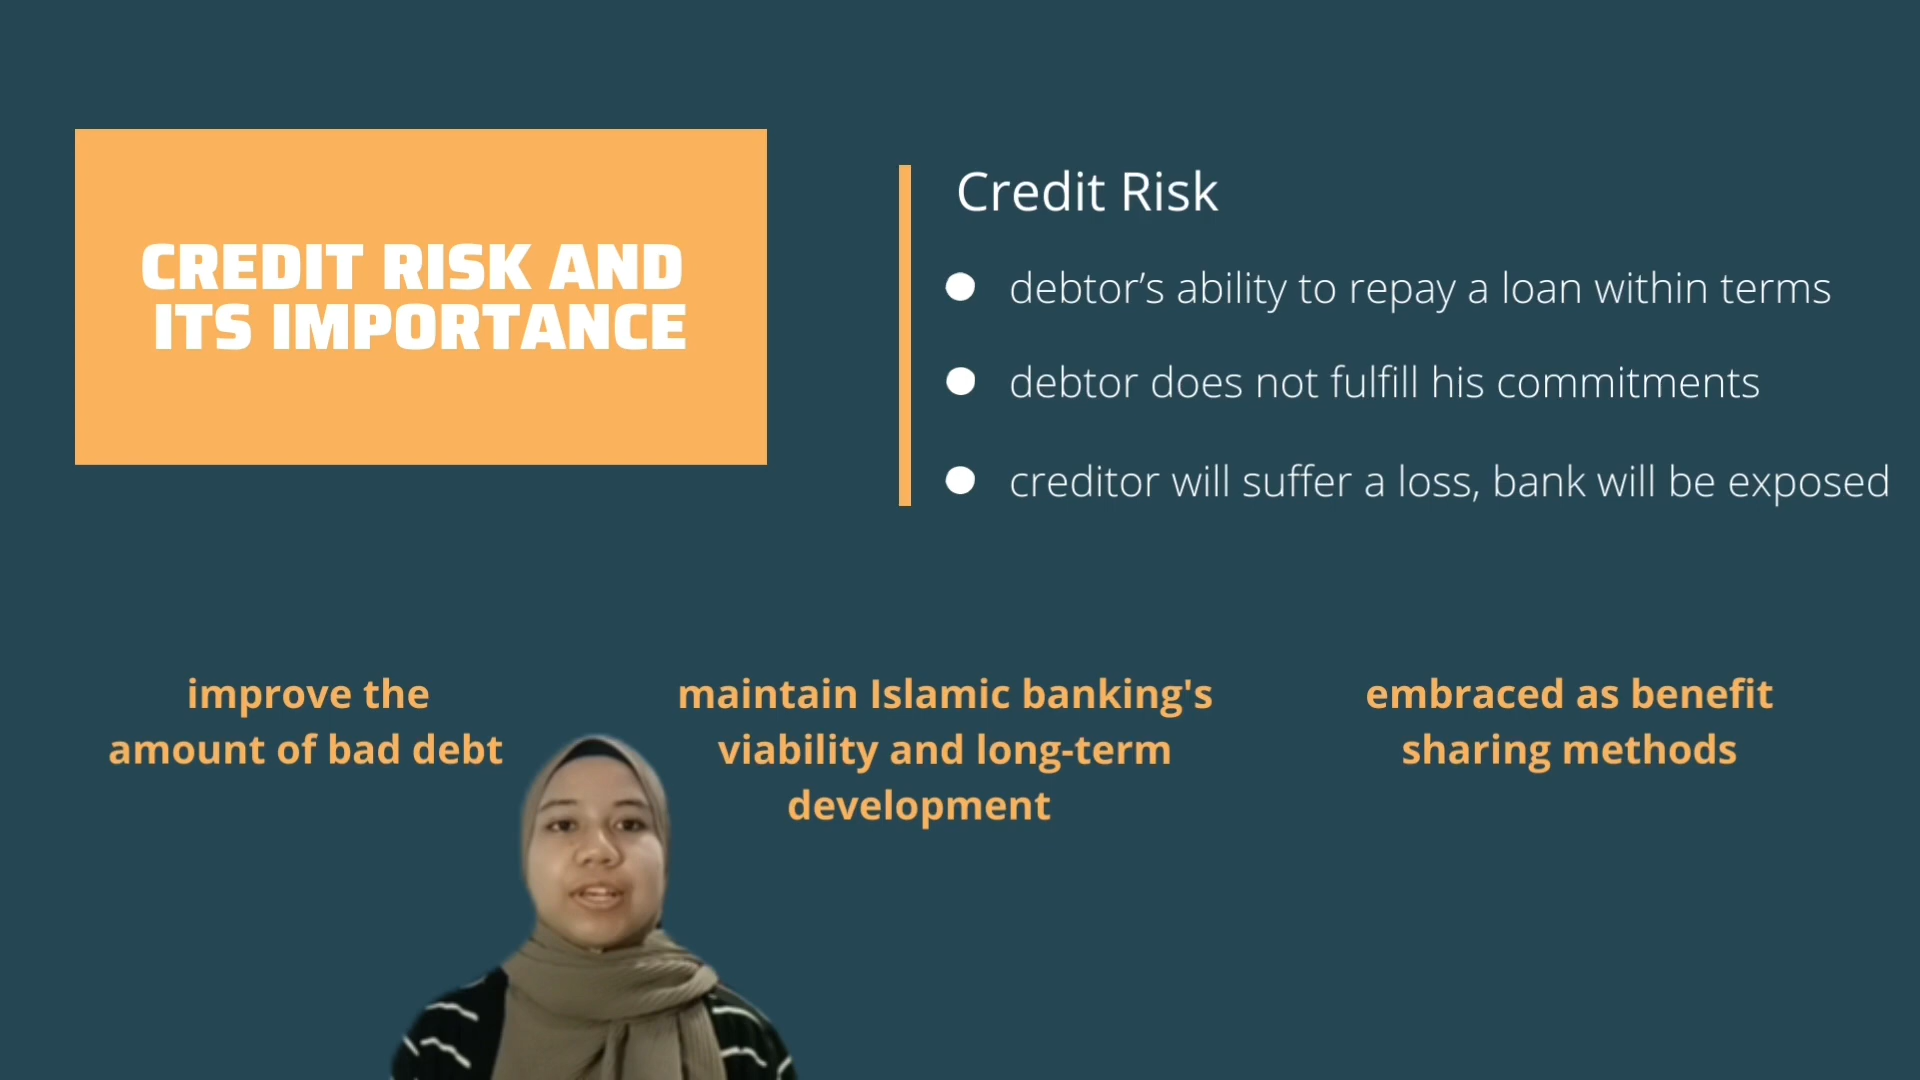 CREDIT RISK AND
ITS IMPORTANCE
Credit Risk
debtor’s ability to repay a loan within terms
debtor does not fulfill his commitments
creditor will suffer a loss, bank will be exposed
improve the
amount of bad debt
maintain Islamic banking's
viability and long-term
development
embraced as benefit
sharing methods